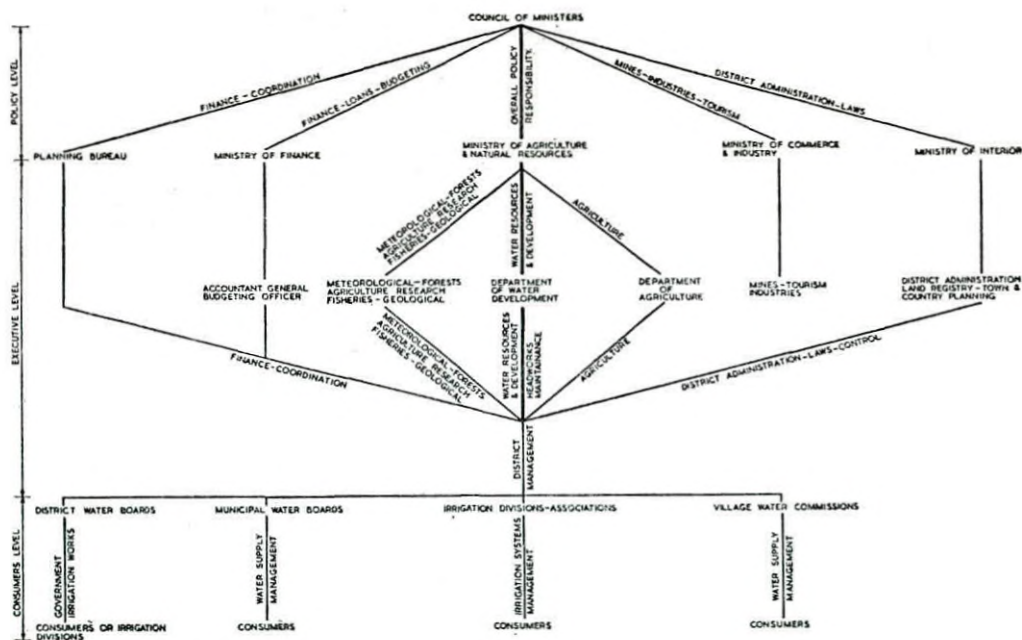 COUNCIL OF MINISTERS
POLICY LEVEL
FINANCE - COORDINATION
FINANCE-LOANS-BUDGETING
OVERALL POLICY
RESPONSIBILITY
MINES-INDUSTRIES-TOURISM
DISTRICT ADMINISTRATION-LAWS
PLANNING BUREAU
MINISTRY OF FINANCE
MINISTRY OF AGRICULTURE
& NATURAL RESOURCES
MINISTRY OF COMMERCE
& INDUSTRY
MINISTRY OF INTERIOR
EXECUTIVE LEVEL
METEOROLOGICAL-FORESTS
AGRICULTURE RESEARCH
FISHERIES-GEOLOGICAL
WATER RESOURCES
& DEVELOPMENT
AGRICULTURE
ACCOUNTANT GENERAL
BUDGETING OFFICER
METEOROLOGICAL-FORESTS
AGRICULTURE RESEARCH
FISHERIES - GEOLOGICAL
DEPARTMENT
OF WATER
DEVELOPMENT
DEPARTMENT
OF
AGRICULTURE
MINES-TOURISM
INDUSTRIES
DISTRICT ADMINISTRATION
LAND REGISTRY-TOWN &
COUNTRY PLANNING
FINANCE-COORDINATION
METEOROLOGICAL-FORESTS
AGRICULTURE RESEARCH
FISHERIES-GEOLOGICAL
WATER RESOURCES
& DEVELOPMENT
HEADWORKS
MAINTAINANCE
AGRICULTURE
DISTRICT ADMINISTRATION-LAWS-CONTROL
DISTRICT
MANAGEMENT
CONSUMERS LEVEL
DISTRICT WATER BOARDS
MUNICIPAL WATER BOARDS
IRRIGATION DIVISIONS-ASSOCIATIONS
VILLAGE WATER COMMISSIONS
GOVERNMENT
IRRIGATION WORKS
WATER SUPPLY
MANAGEMENT
IRRIGATION SYSTEMS
MANAGEMENT
WATER SUPPLY
MANAGEMENT
CONSUMERS OR IRRIGATION
DIVISIONS
CONSUMERS
CONSUMERS
CONSUMERS